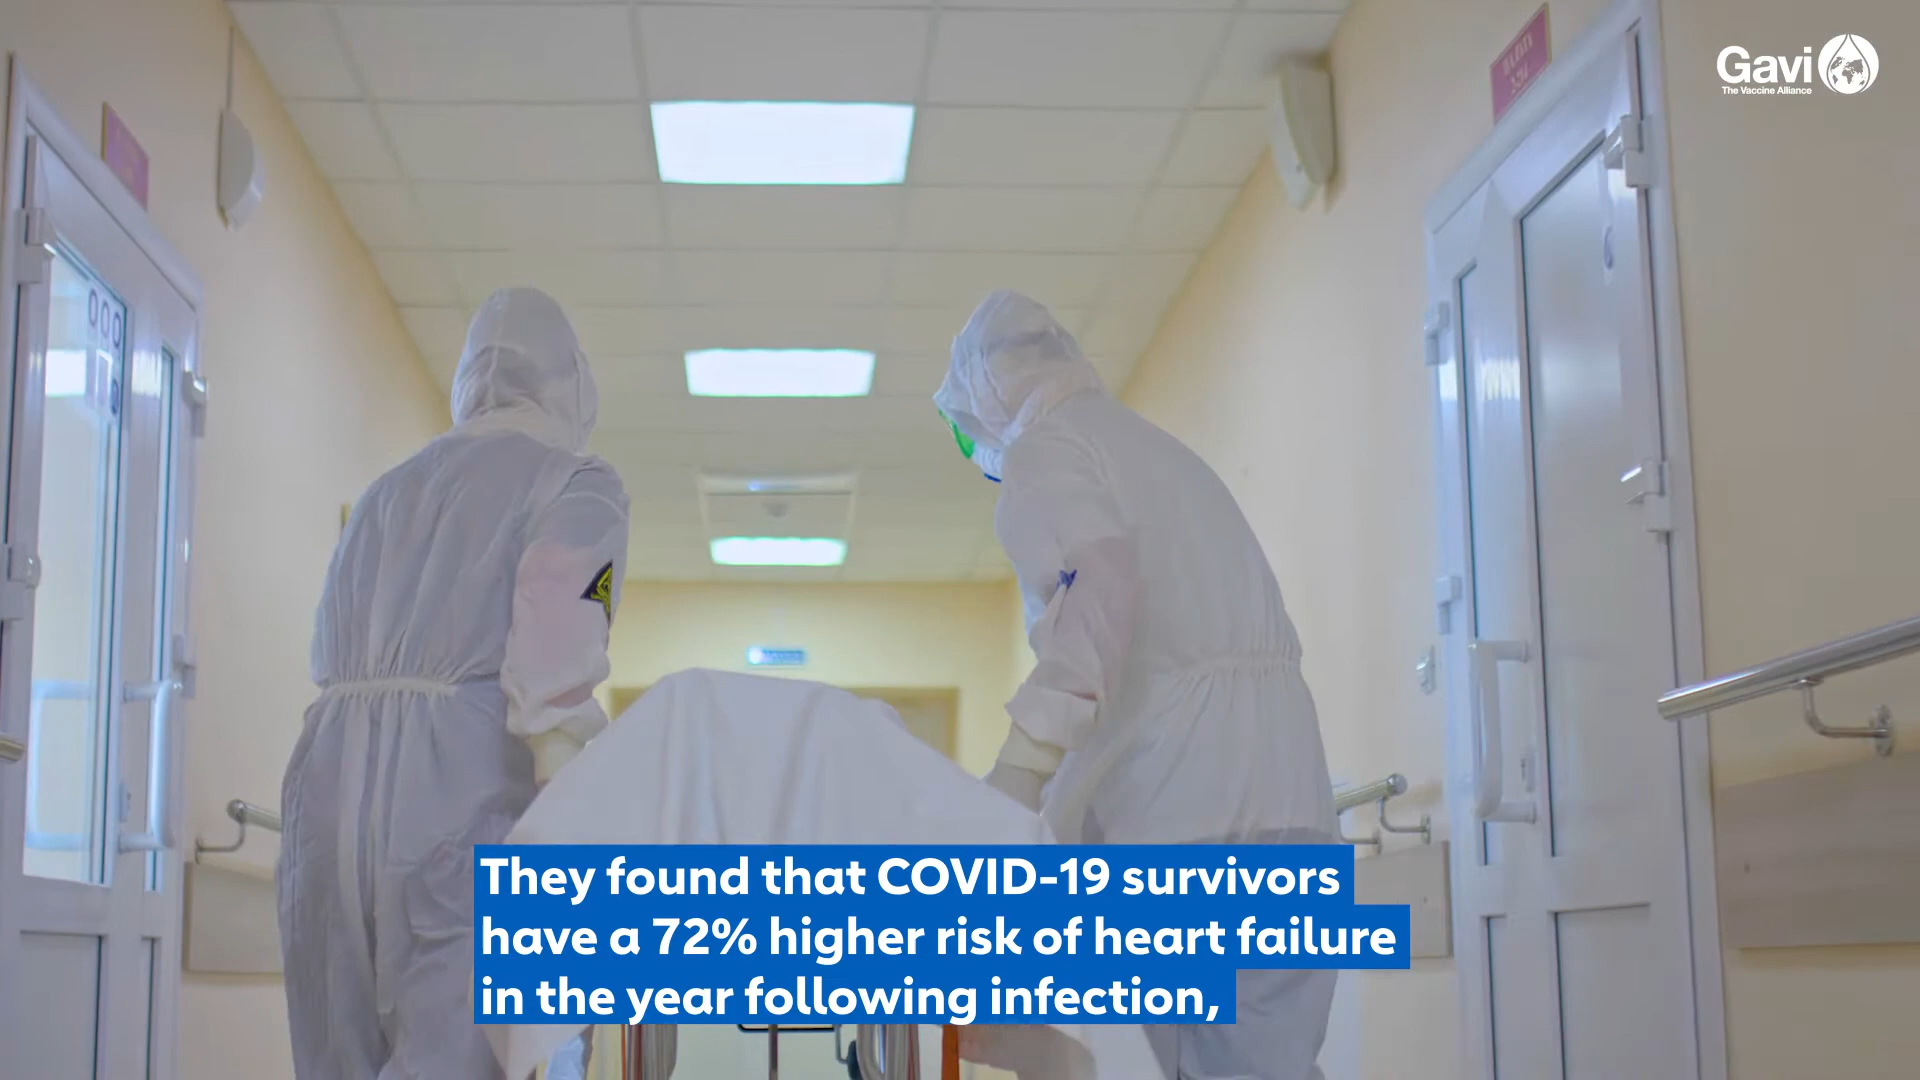 Gavi
The Vaccine Alliance
They found that COVID-19 survivors
have a 72% higher risk of heart failure
in the year following infection,